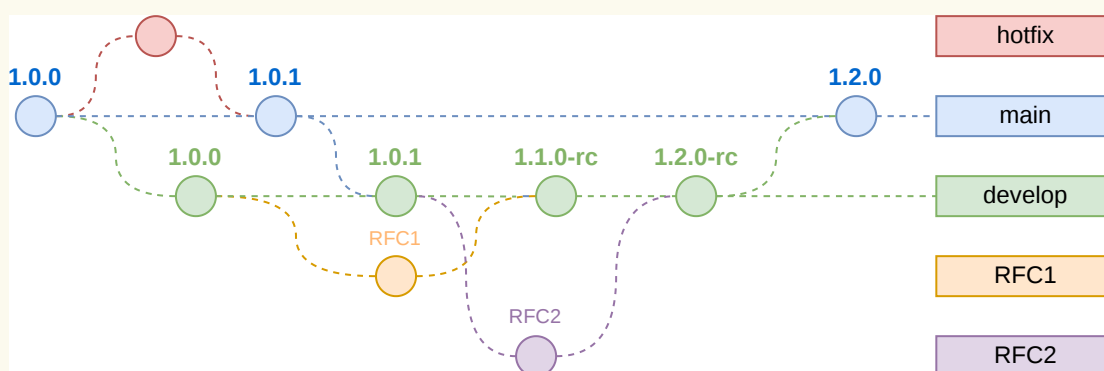 hotfix
1.0.0
1.0.1
1.2.0
main
1.0.0
1.0.1
1.1.0-rc
1.2.0-rc
develop
RFC1
RFC1
RFC2
RFC2